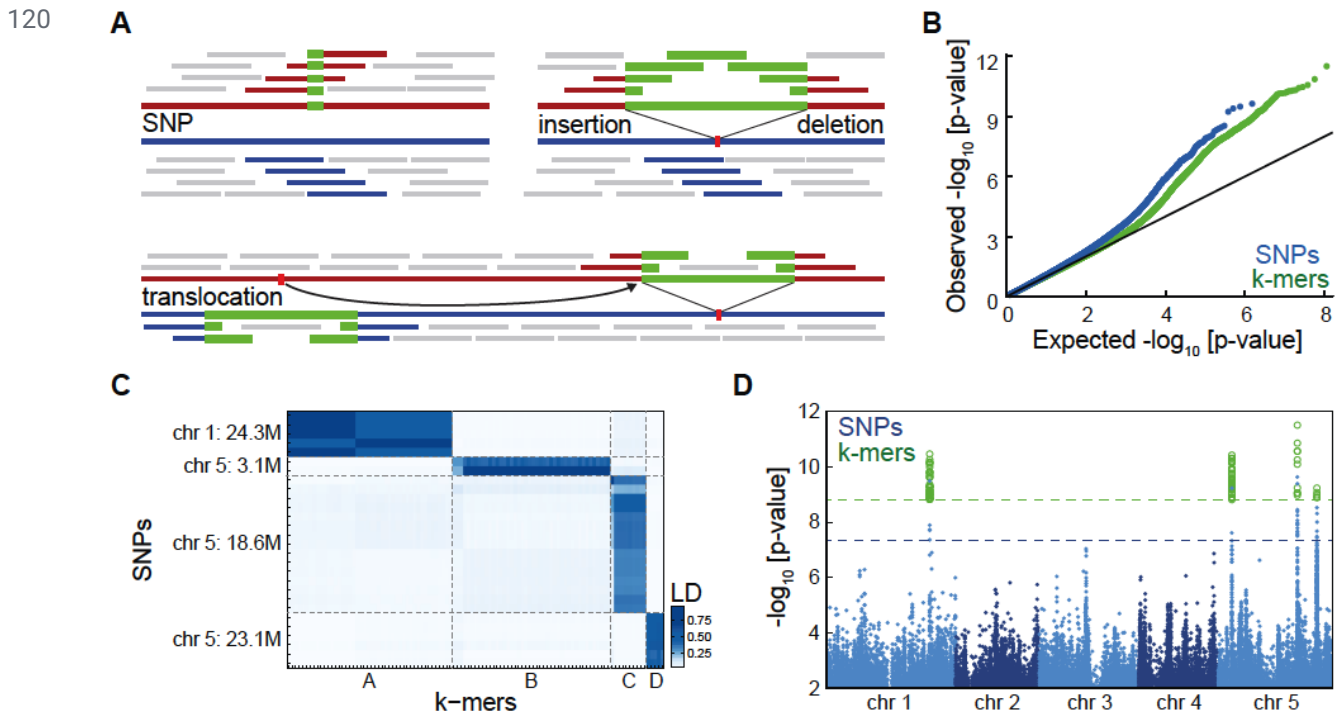 120
A
SNP
insertion
deletion
translocation
B
Observed -log10 [p-value]
12
9
6
3
0
SNPs
k-mers
0 2 4 6 8
Expected -log10 [p-value]
C
SNPs
chr 1: 24.3M
chr 5: 3.1M
chr 5: 18.6M
chr 5: 23.1M
LD
0.75
0.50
0.25
A B C D
k-mers
D
-log10 [p-value]
12
10
8
6
4
2
SNPs
k-mers
chr 1 chr 2 chr 3 chr 4 chr 5